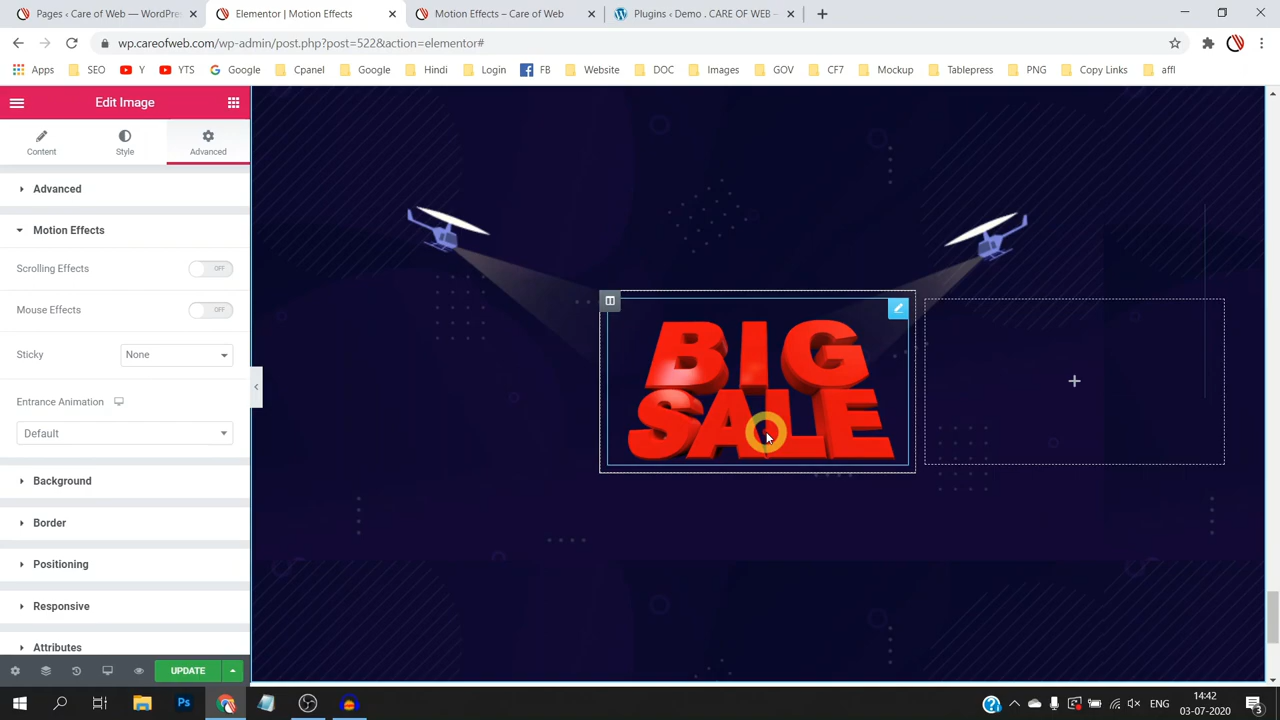 Pages ‹ Care of Web — WordPre
Elementor | Motion Effects
Motion Effects – Care of Web
Plugins ‹ Demo . CARE OF WEB –
wp.careofweb.com/wp-admin/post.php?post=522&action=elementor#
Apps
SEO
Y
YTS
Google
Cpanel
Google
Hindi
Login
FB
Website
DOC
Images
GOV
CF7
Mockup
Tablepress
PNG
Copy Links
affl
Edit Image
Content
Style
Advanced
Advanced
Motion Effects
Scrolling Effects
OFF
Mouse Effects
OFF
Sticky
None
Entrance Animation
Default
Background
Border
Positioning
Responsive
Attributes
UPDATE
BIG
SALE
Ps
ENG
14:42
03-07-2020
3